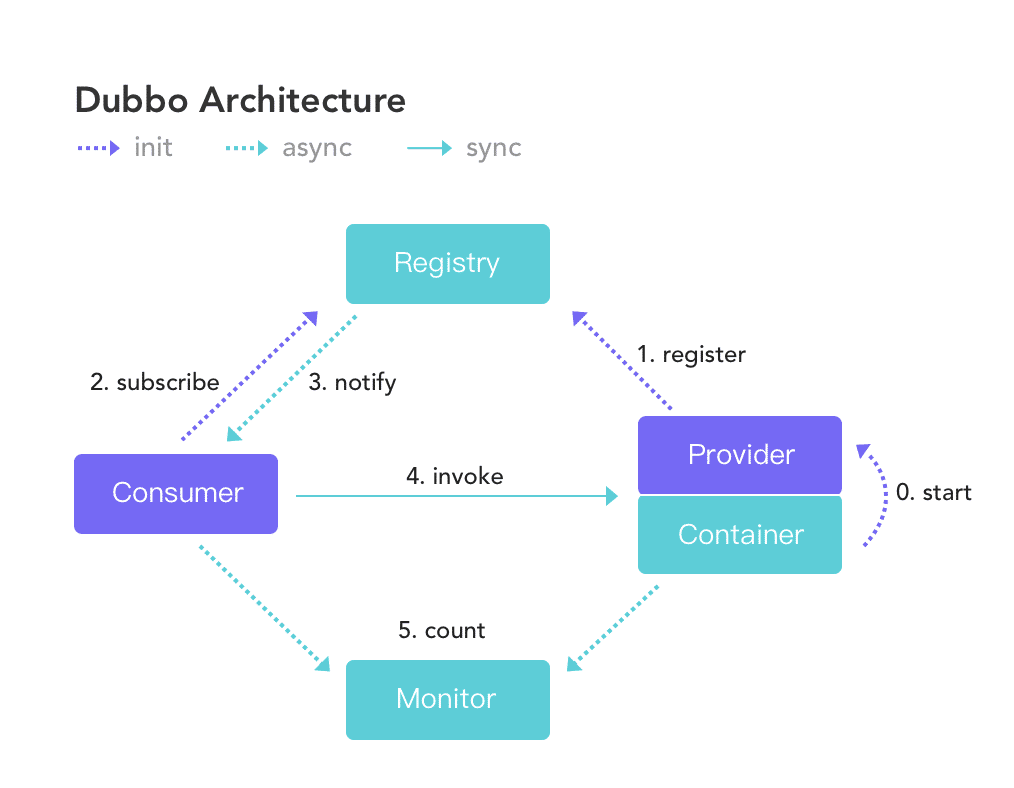 Dubbo Architecture
init async sync
Registry
1. register
2. subscribe 3. notify
Provider
4. invoke
Consumer
0. start
Container
5. count
Monitor